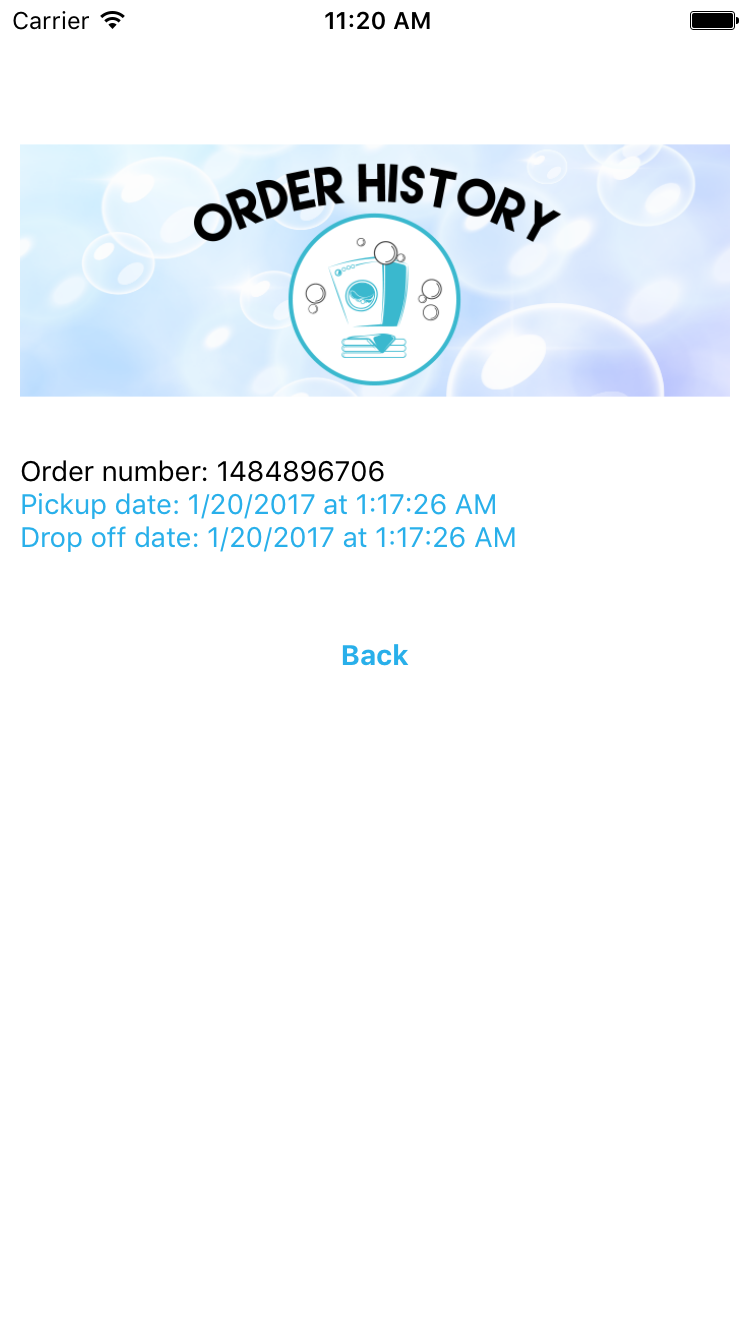 Carrier 11:20 AM
ORDER HISTORY
Order number: 1484896706
Pickup date: 1/20/2017 at 1:17:26 AM
Drop off date: 1/20/2017 at 1:17:26 AM
Back